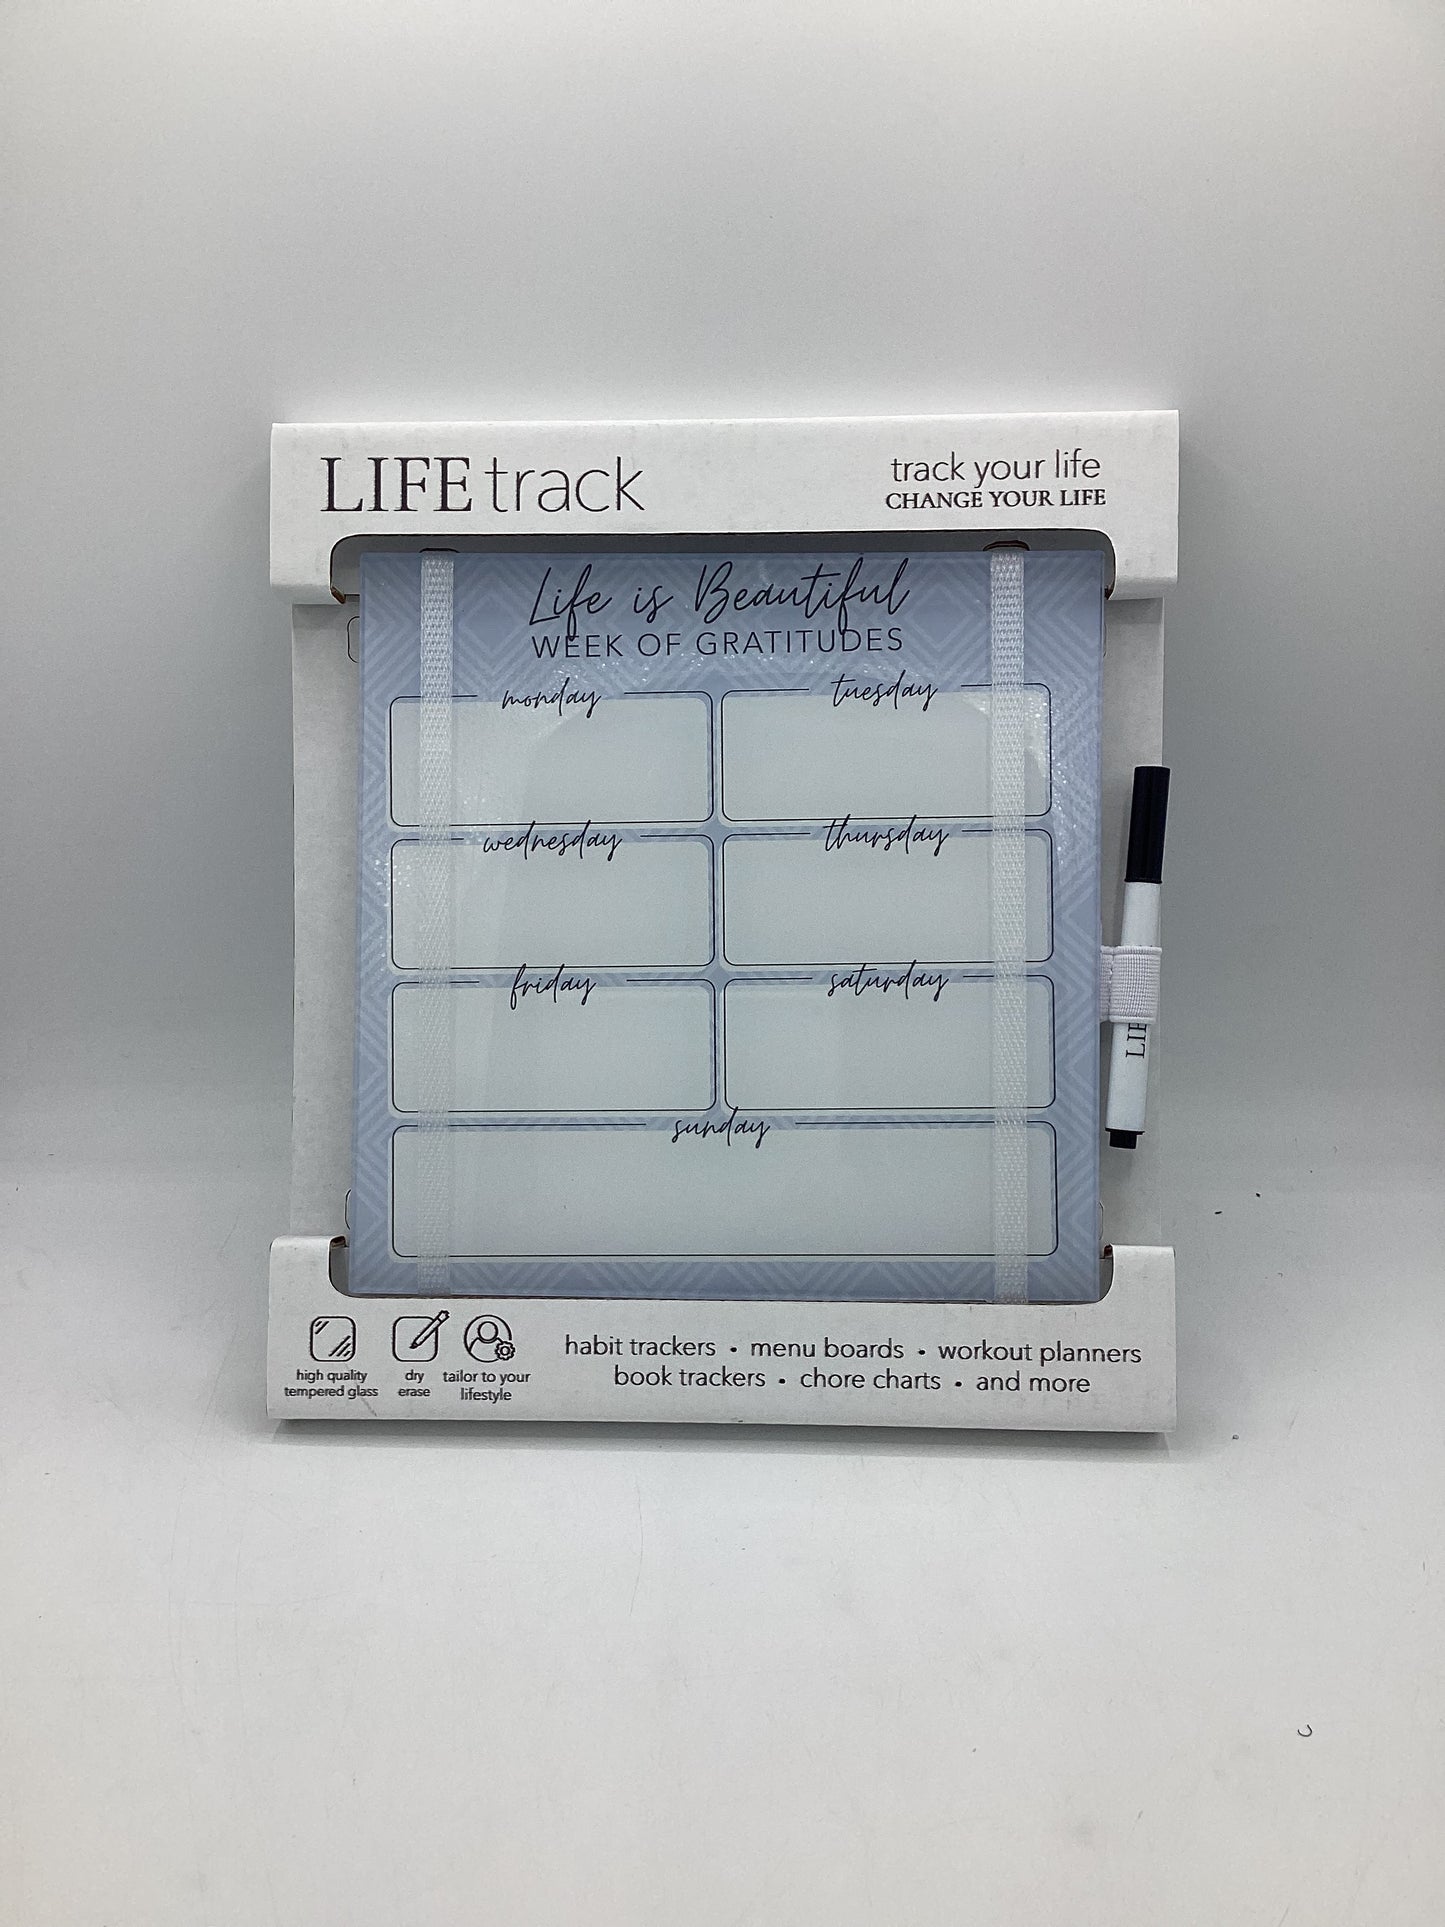 LIFE track
track your life
CHANGE YOUR LIFE
Life is Beautiful
WEEK OF GRATITUDES
monday
tuesday
wednesday
thursday
friday
saturday
sunday
LIF
high quality
tempered glass
dry
erase
tailor to your
lifestyle
habit trackers • menu boards • workout planners
book trackers • chore charts • and more